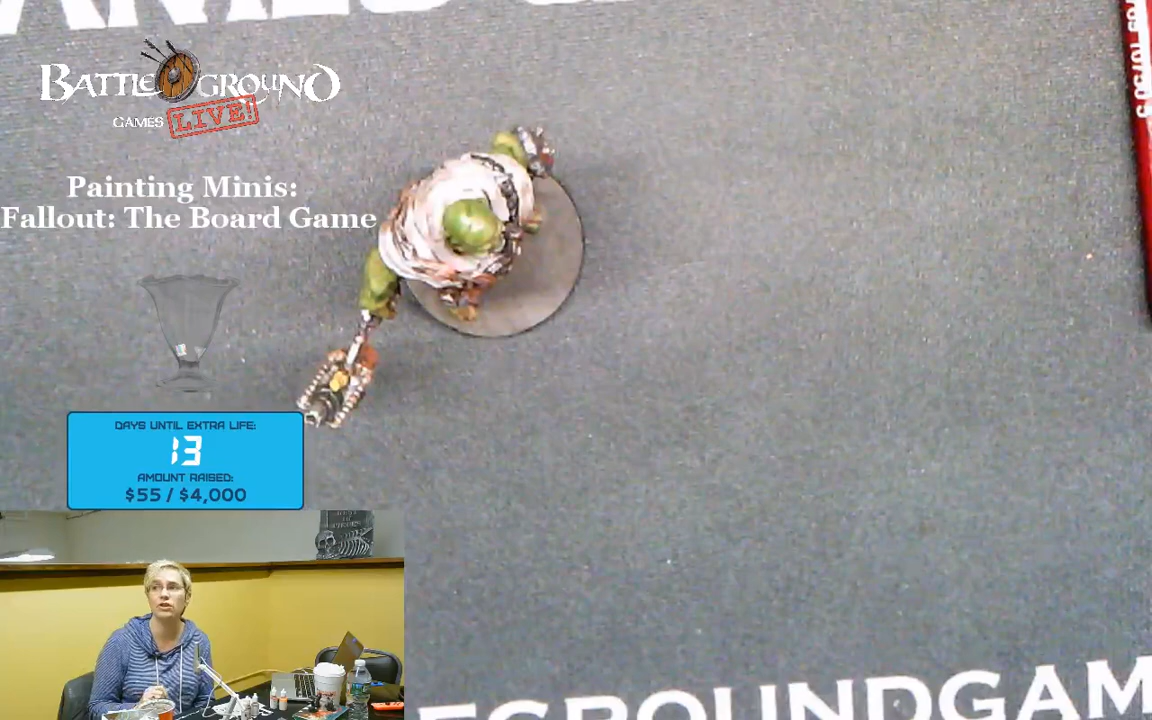 BATTLEGROUND
GAMES LIVE!
Painting Minis:
Fallout: The Board Game
DAYS UNTIL EXTRA LIFE:
13
AMOUNT RAISED:
$55 / $4,000
GROUNDGAM